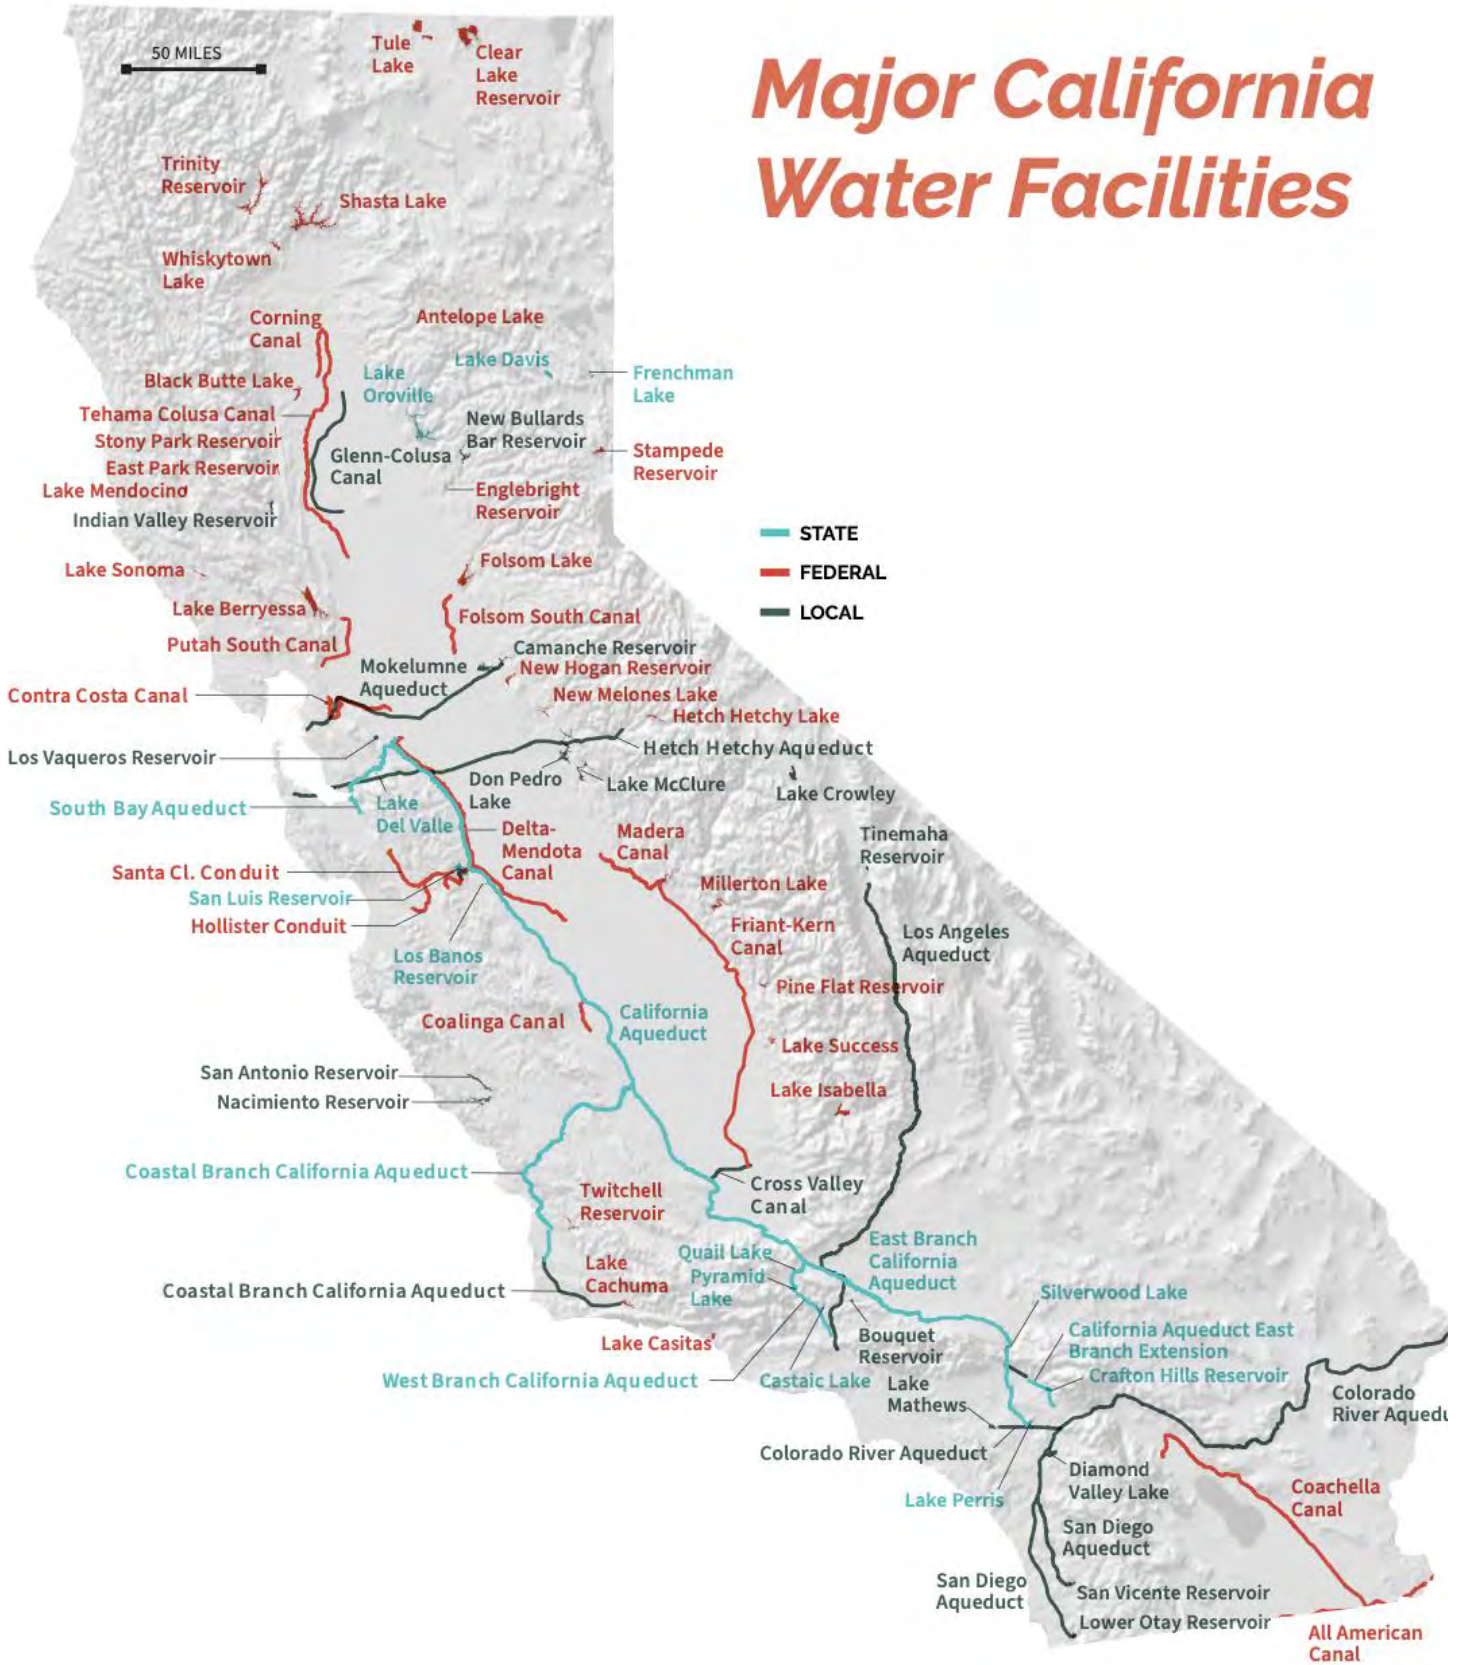 Major California
Water Facilities
50 MILES
Tule
Lake
Clear
Lake
Reservoir
Trinity
Reservoir
Shasta Lake
Whiskytown
Lake
Corning
Canal
Antelope Lake
Lake Davis
Frenchman
Lake
Black Butte Lake
Lake
Oroville
Tehama Colusa Canal
New Bullards
Bar Reservoir
Stony Park Reservoir
Glenn-Colusa
Canal
Stampede
Reservoir
East Park Reservoir
Lake Mendocino
Englebright
Reservoir
Indian Valley Reservoir
STATE
FEDERAL
LOCAL
Lake Sonoma
Folsom Lake
Lake Berryessa
Folsom South Canal
Putah South Canal
Camanche Reservoir
Mokelumne
Aqueduct
New Hogan Reservoir
Contra Costa Canal
New Melones Lake
Hetch Hetchy Lake
Los Vaqueros Reservoir
Hetch Hetchy Aqueduct
Don Pedro
Lake
Lake McClure
Lake Crowley
South Bay Aqueduct
Lake
Del Valle
Delta-
Mendota
Canal
Madera
Canal
Tinemaha
Reservoir
Santa Cl. Conduit
Millerton Lake
San Luis Reservoir
Hollister Conduit
Friant-Kern
Canal
Los Angeles
Aqueduct
Los Banos
Reservoir
Pine Flat Reservoir
Coalinga Canal
California
Aqueduct
Lake Success
San Antonio Reservoir
Nacimiento Reservoir
Lake Isabella
Coastal Branch California Aqueduct
Twitchell
Reservoir
Cross Valley
Canal
Quail Lake
East Branch
California
Aqueduct
Lake
Cachuma
Pyramid
Lake
Coastal Branch California Aqueduct
Silverwood Lake
Lake Casitas
Bouquet
Reservoir
California Aqueduct East
Branch Extension
West Branch California Aqueduct
Castaic Lake
Crafton Hills Reservoir
Lake
Mathews
Colorado
River Aquedu
Colorado River Aqueduct
Diamond
Valley Lake
Lake Perris
Coachella
Canal
San Diego
Aqueduct
San Diego
Aqueduct
San Vicente Reservoir
Lower Otay Reservoir
All American
Canal